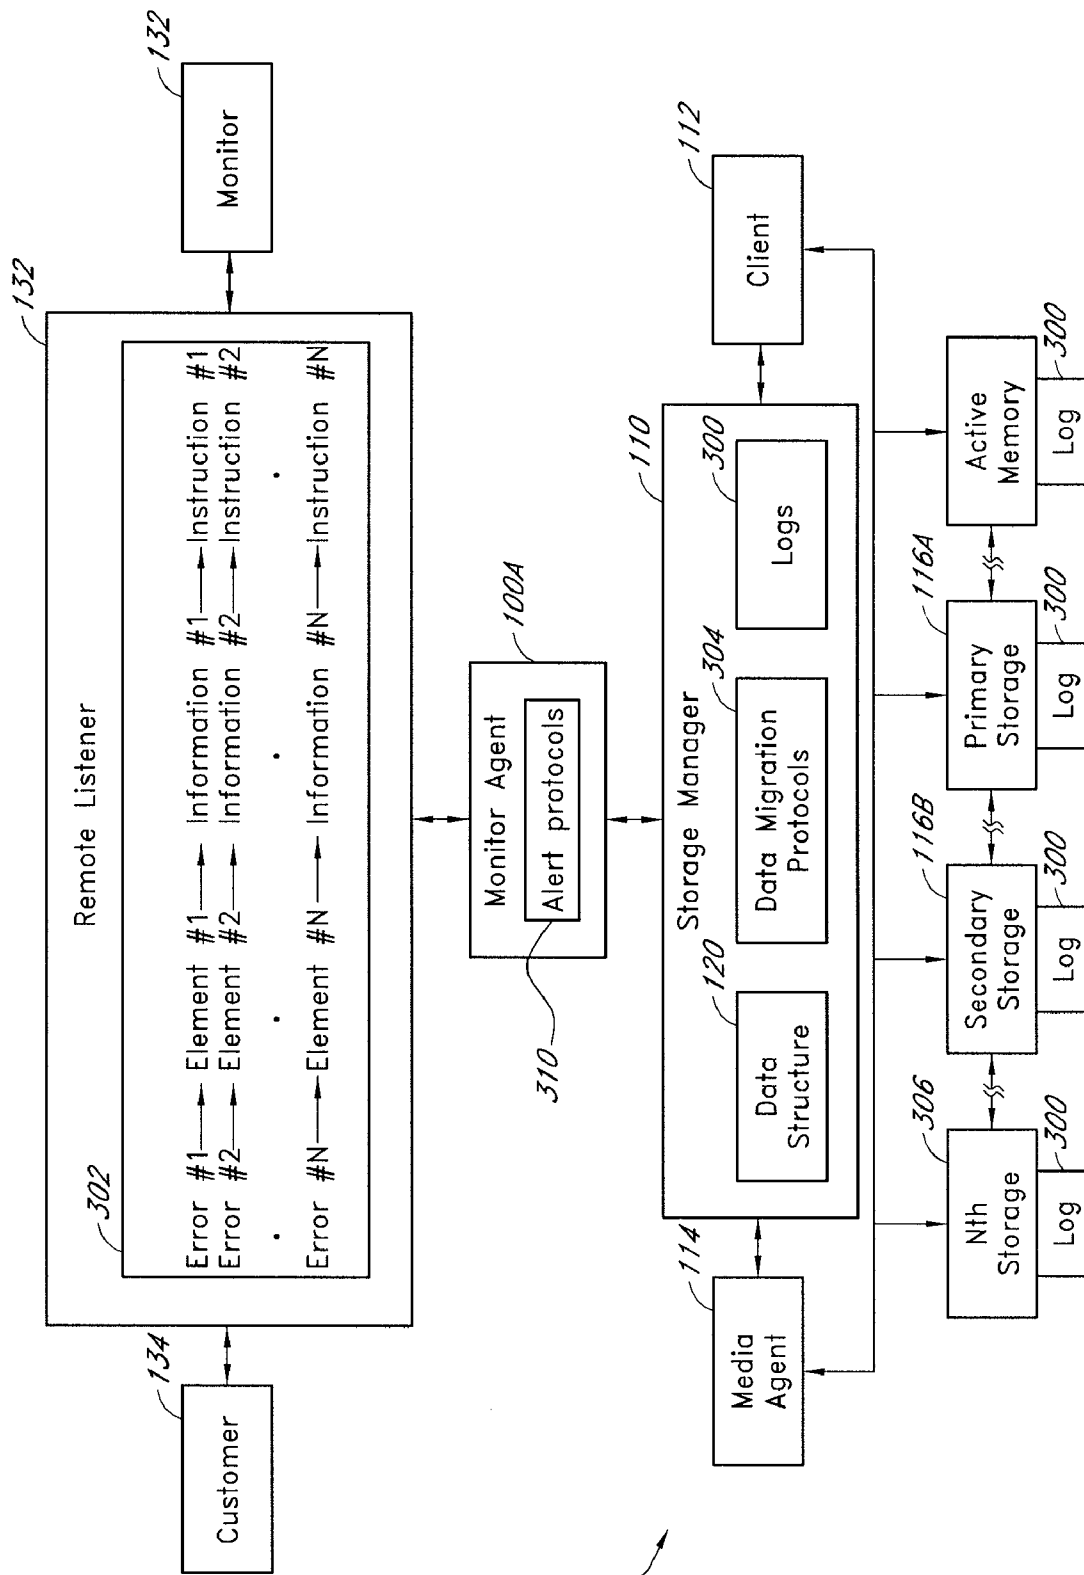 Remote Listener
132
302
Error #1 Element #1 Information #1 Instruction #1
Error #2 Element #2 Information #2 Instruction #2
. . . .
Error #N Element #N Information #N Instruction #N
134
Customer
132
Monitor
100A
Monitor Agent
Alert protocols
310
110
Storage Manager
120
Data
Structure
304
Data Migration
Protocols
300
Logs
114
Media
Agent
112
Client
306
Nth
Storage
300
Log
116B
Secondary
Storage
300
Log
116A
Primary
Storage
300
Log
Active
Memory
300
Log